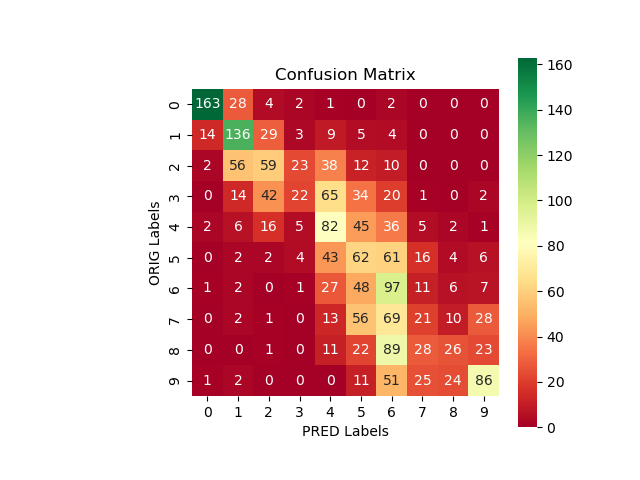 Confusion Matrix
0 163 28 4 2 1 0 2 0 0 0
1 14 136 29 3 9 5 4 0 0 0
2 2 56 59 23 38 12 10 0 0 0
3 0 14 42 22 65 34 20 1 0 2
4 2 6 16 5 82 45 36 5 2 1
5 0 2 2 4 43 62 61 16 4 6
6 1 2 0 1 27 48 97 11 6 7
7 0 2 1 0 13 56 69 21 10 28
8 0 0 1 0 11 22 89 28 26 23
9 1 2 0 0 0 11 51 25 24 86
0 1 2 3 4 5 6 7 8 9
PRED Labels
ORIG Labels
160
140
120
100
80
60
40
20
0